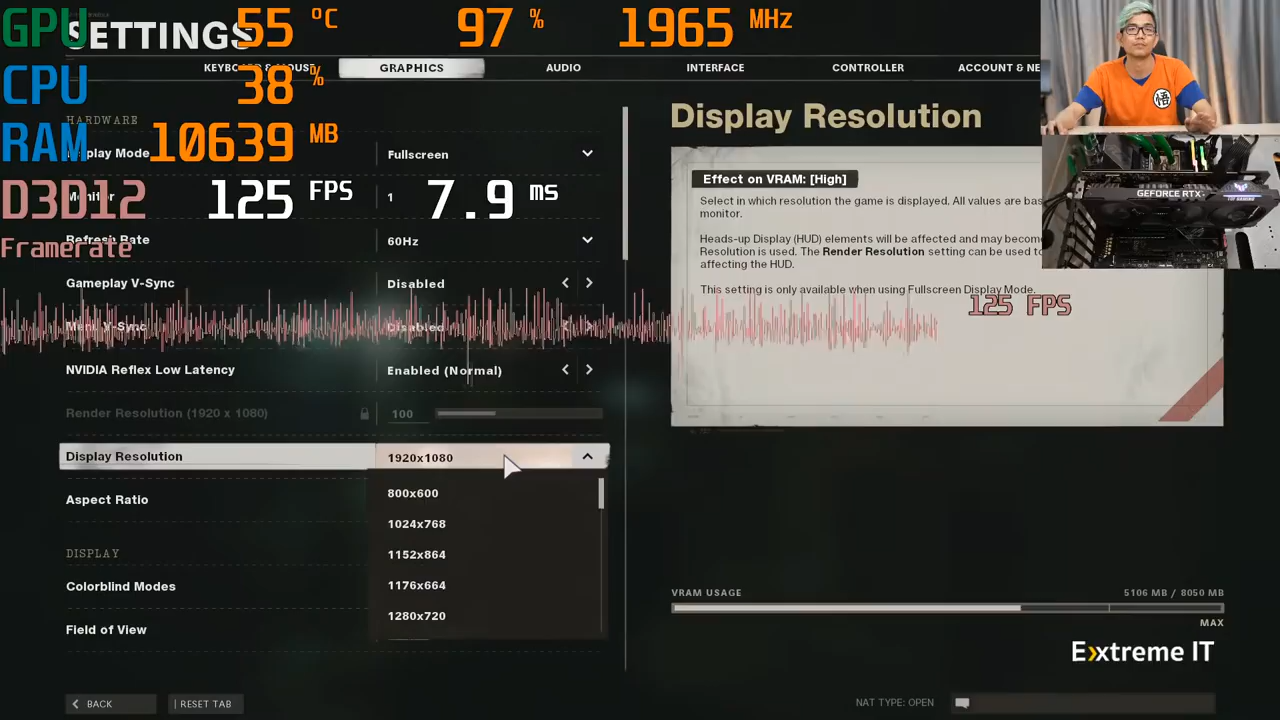 GPU 55 °C 97 % 1965 MHz
SETTINGS
CPU 38 %
KEYBOARD & MOUSE GRAPHICS AUDIO INTERFACE CONTROLLER ACCOUNT & NE
RAM 10639 MB
D3D12 125 FPS 7.9 ms
Framerate
HARDWARE
Display Mode Fullscreen
Monitor 1
Refresh Rate 60Hz
Gameplay V-Sync Disabled
Menu V-Sync Disabled
NVIDIA Reflex Low Latency Enabled (Normal)
Render Resolution (1920 x 1080) 100
Display Resolution 1920x1080
800x600
Aspect Ratio
1024x768
1152x864
DISPLAY
Colorblind Modes
1176x664
1280x720
Field of View
BACK RESET TAB
Display Resolution
Effect on VRAM: [High]
Select in which resolution the game is displayed. All values are bas
monitor.
Heads-up Display (HUD) elements will be affected and may becom
Resolution is used. The Render Resolution setting can be used to
affecting the HUD.
This setting is only available when using Fullscreen Display Mode.
125 FPS
GEFORCE RTX
悟
VRAM USAGE 5106 MB / 8050 MB
MAX
Extreme IT
NAT TYPE: OPEN